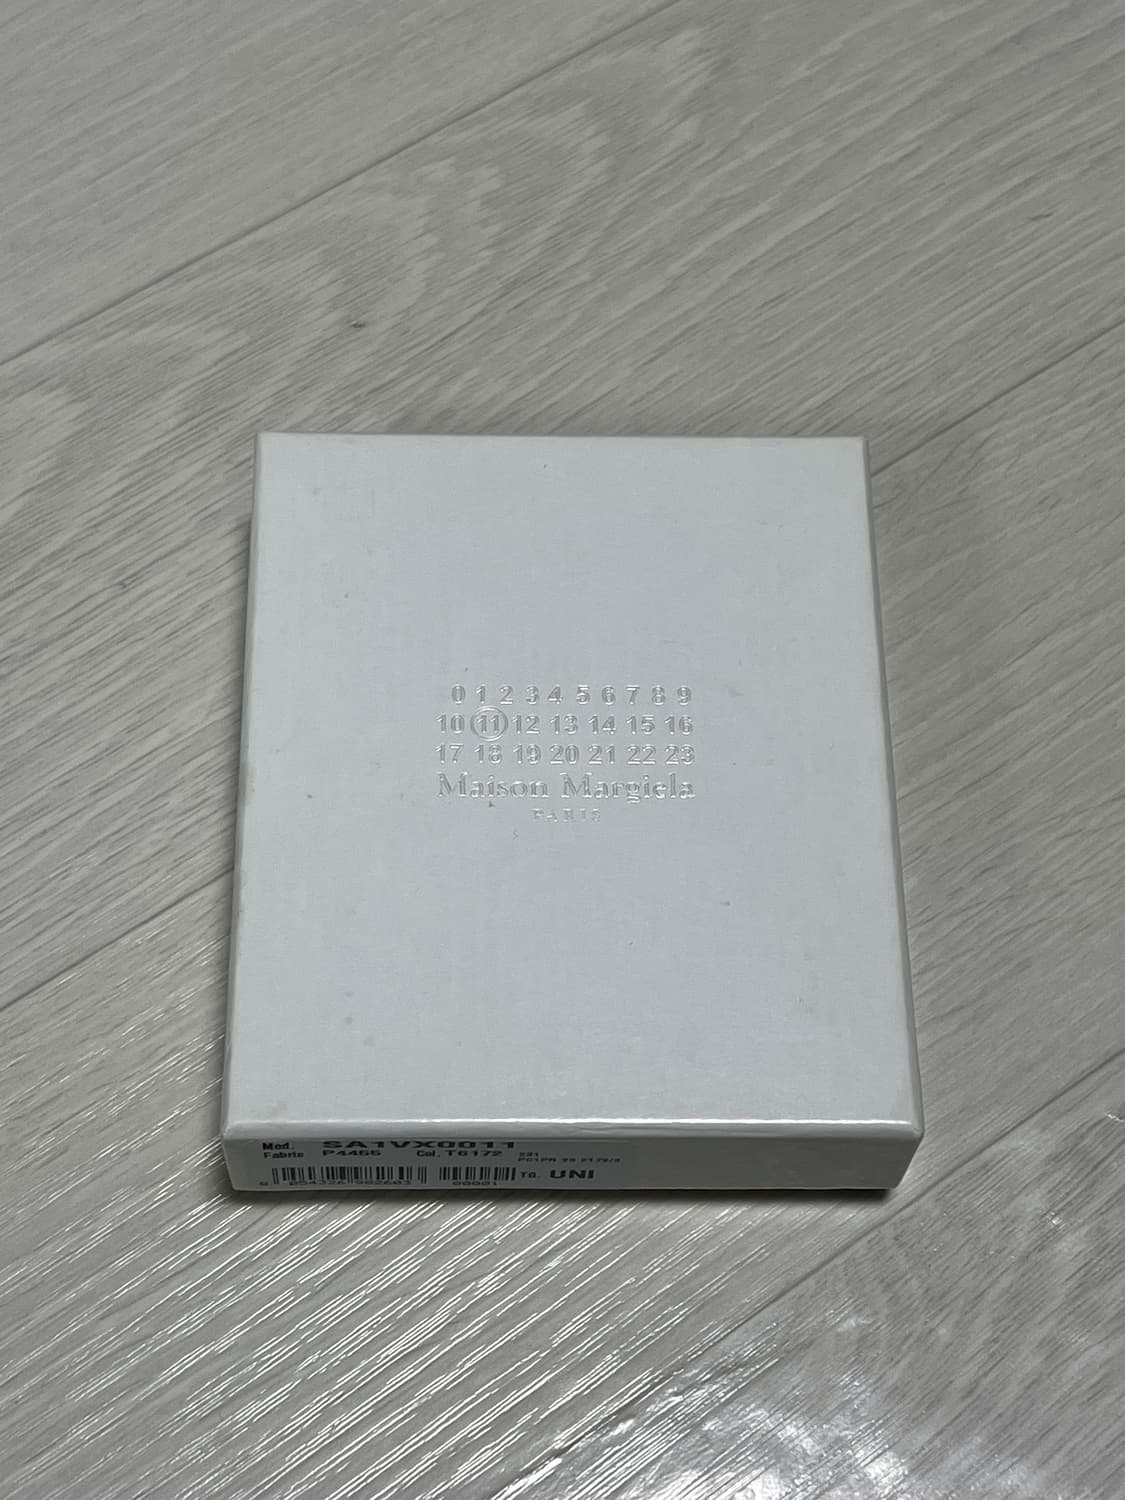 0 1 2 3 4 5 6 7 8 9
10 11 12 13 14 15 16
17 18 19 20 21 22 23
Maison Margiela
PARIS
Mod. SA1VX0011
Fabric P4455 Col. T6172
TG. UNI
00001